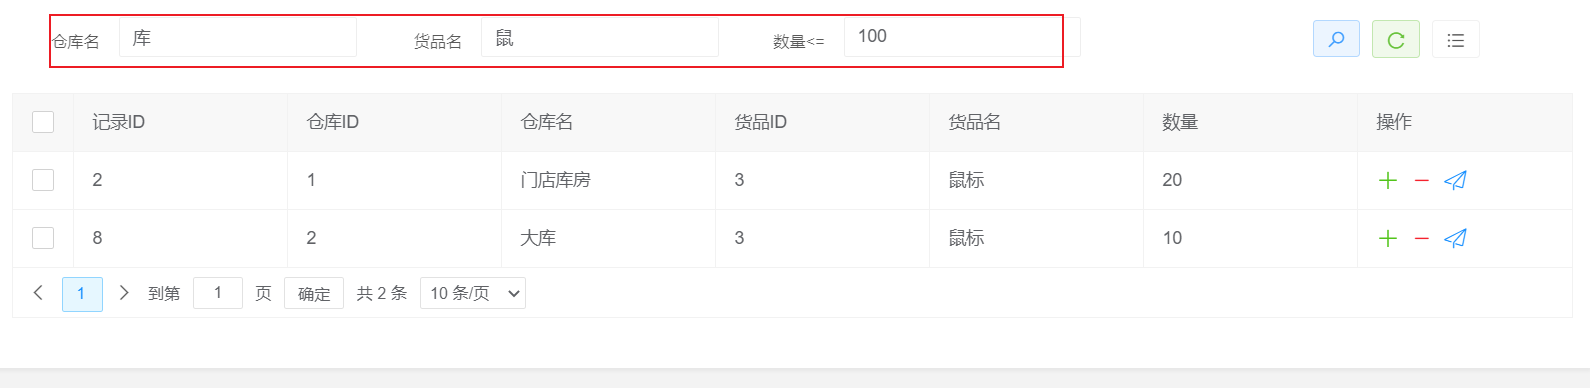 仓库名 库 货品名 鼠 数量<= 100
记录ID 仓库ID 仓库名 货品ID 货品名 数量 操作
2 1 门店库房 3 鼠标 20
8 2 大库 3 鼠标 10
1 到第 1 页 确定 共 2 条 10 条/页